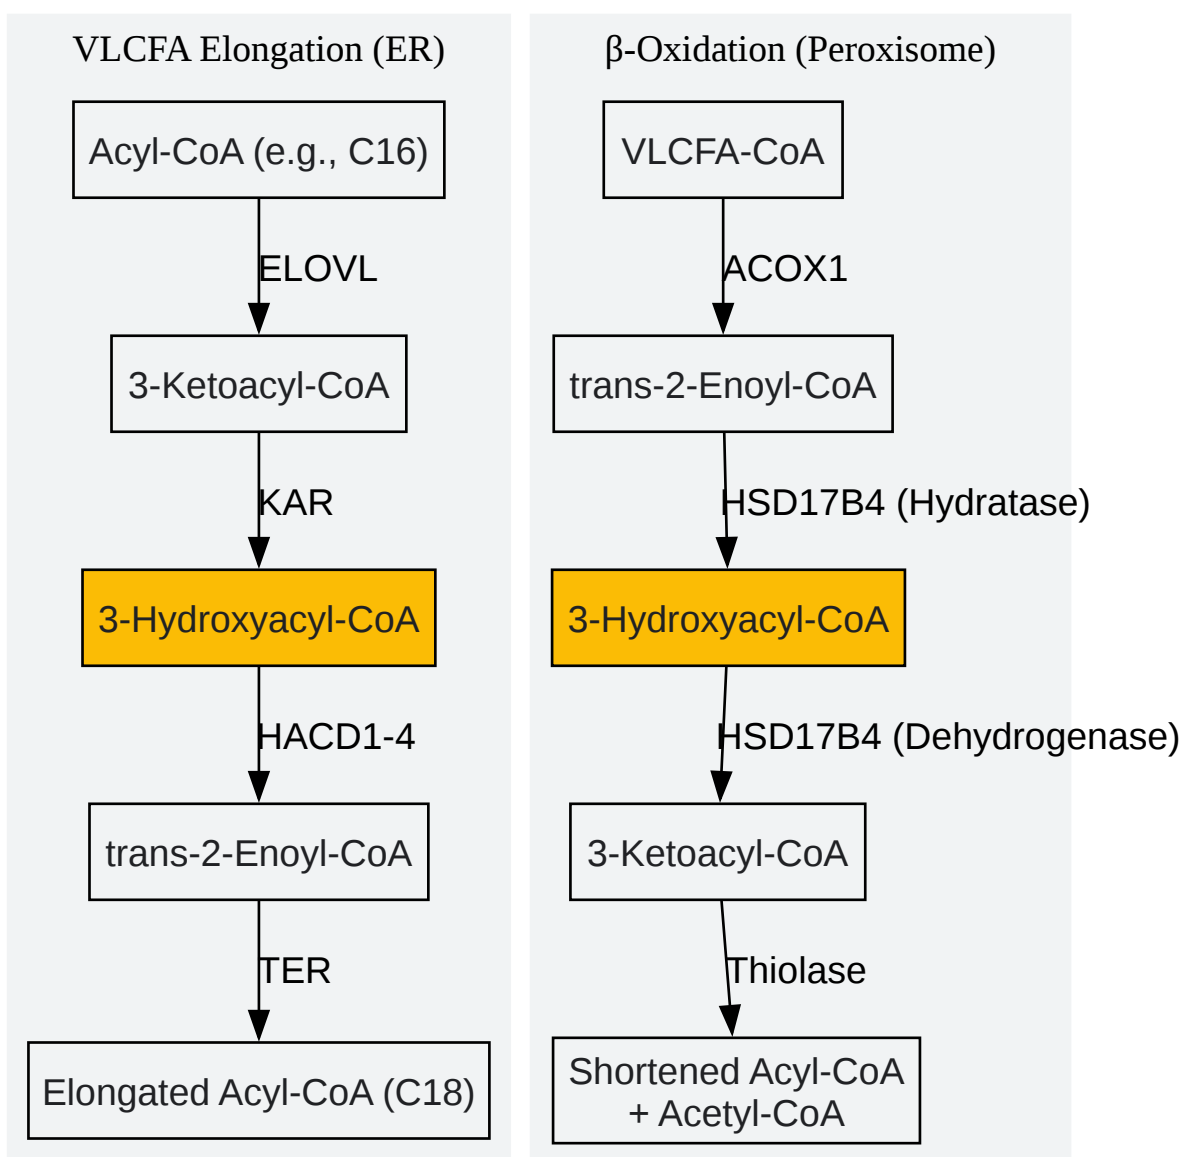 VLCFA Elongation (ER)
Acyl-CoA (e.g., C16)
ELOVL
3-Ketoacyl-CoA
KAR
3-Hydroxyacyl-CoA
HACD1-4
trans-2-Enoyl-CoA
TER
Elongated Acyl-CoA (C18)
β-Oxidation (Peroxisome)
VLCFA-CoA
ACOX1
trans-2-Enoyl-CoA
HSD17B4 (Hydratase)
3-Hydroxyacyl-CoA
HSD17B4 (Dehydrogenase)
3-Ketoacyl-CoA
Thiolase
Shortened Acyl-CoA
+ Acetyl-CoA